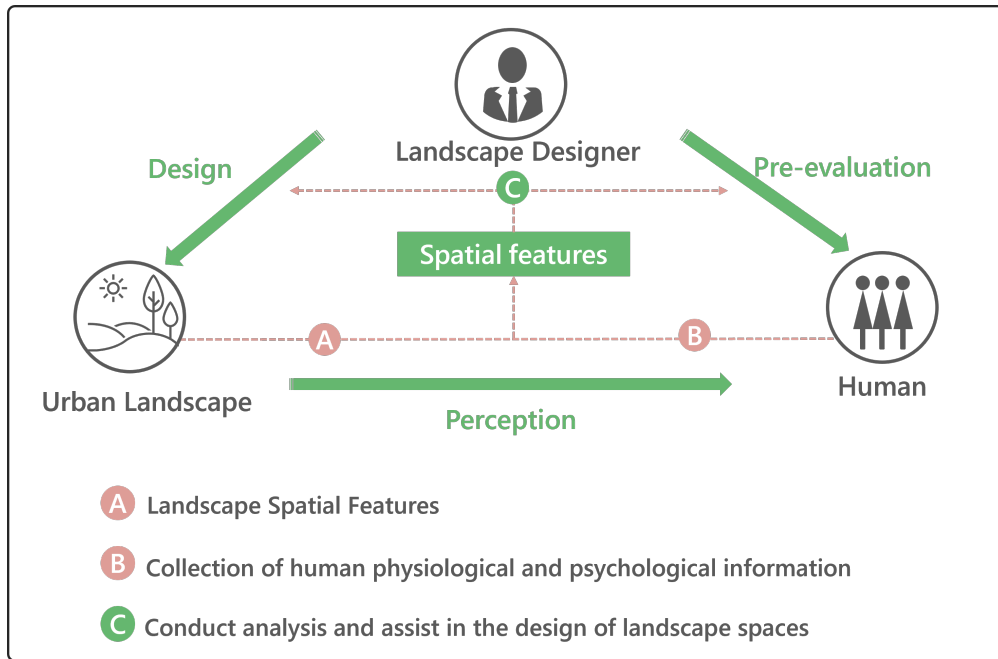 Landscape Designer
Design
Pre-evaluation
C
Spatial features
A
B
Urban Landscape
Human
Perception
A Landscape Spatial Features
B Collection of human physiological and psychological information
C Conduct analysis and assist in the design of landscape spaces